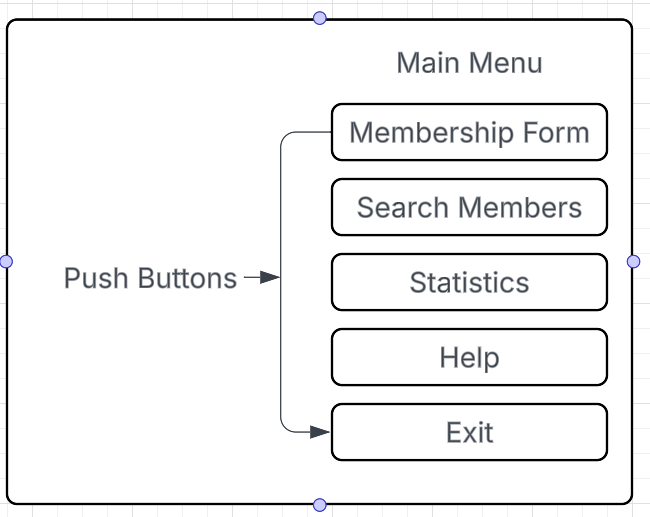 Main Menu
Membership Form
Search Members
Push Buttons
Statistics
Help
Exit